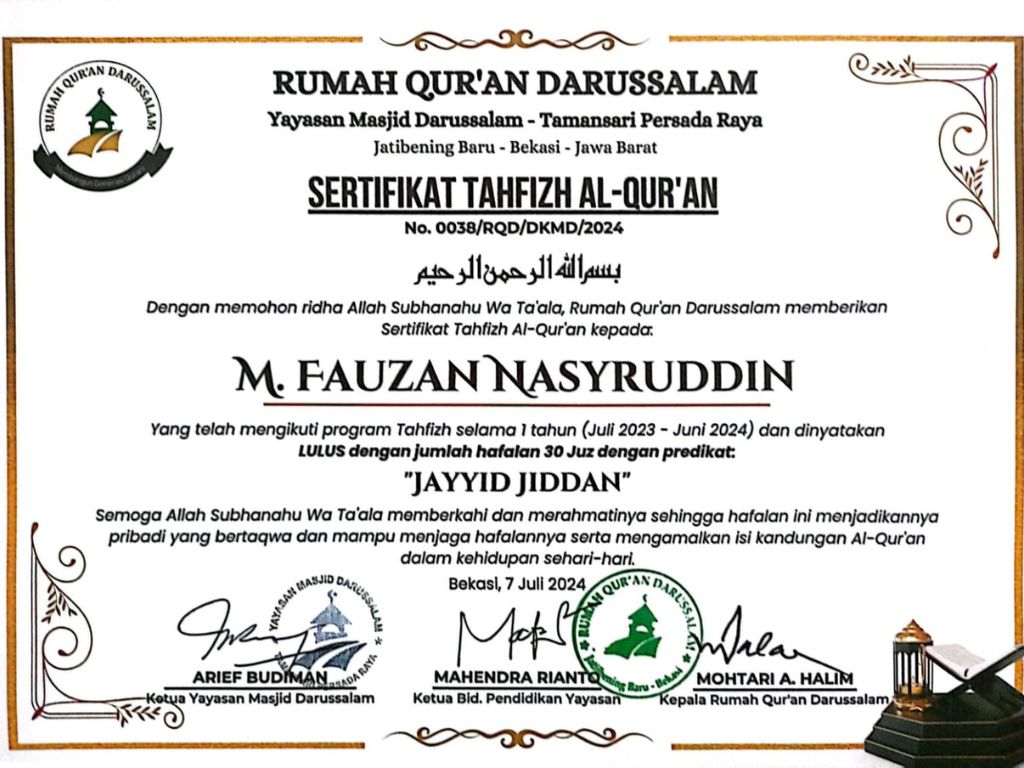 RUMAH QUR'AN DARUSSALAM
Membangun Generasi Qur'ani
RUMAH QUR'AN DARUSSALAM
Yayasan Masjid Darussalam - Tamansari Persada Raya
Jatibening Baru - Bekasi - Jawa Barat
SERTIFIKAT TAHFIZH AL-QUR'AN
No. 0038/RQD/DKMD/2024
بسم الله الرحمن الرحيم
Dengan memohon ridha Allah Subhanahu Wa Ta'ala, Rumah Qur'an Darussalam memberikan
Sertifikat Tahfizh Al-Qur'an kepada:
M. FAUZAN NASYRUDDIN
Yang telah mengikuti program Tahfizh selama 1 tahun (Juli 2023 - Juni 2024) dan dinyatakan
LULUS dengan jumlah hafalan 30 Juz dengan predikat:
"JAYYID JIDDAN"
Semoga Allah Subhanahu Wa Ta'ala memberkahi dan merahmatinya sehingga hafalan ini menjadikannya
pribadi yang bertaqwa dan mampu menjaga hafalannya serta mengamalkan isi kandungan Al-Qur'an
dalam kehidupan sehari-hari.
Bekasi, 7 Juli 2024
YAYASAN MASJID DARUSSALAM
PERSADA RAYA
RUMAH QUR'AN DARUSSALAM
Jatibening Baru - Bekasi
ARIEF BUDIMAN
Ketua Yayasan Masjid Darussalam
MAHENDRA RIANTO
Ketua Bid. Pendidikan Yayasan
MOHTARI A. HALIM
Kepala Rumah Qur'an Darussalam